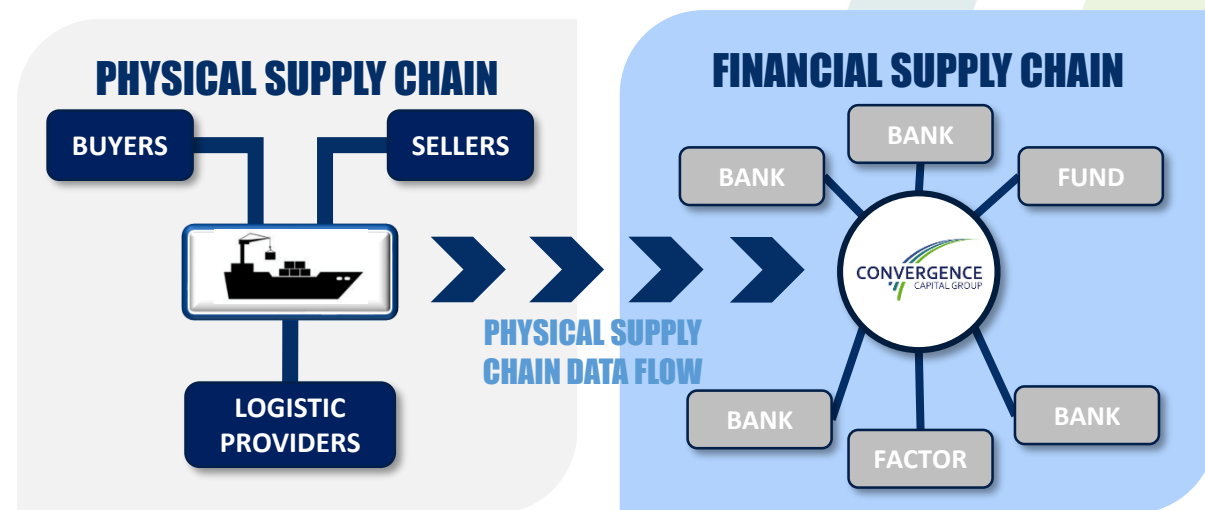 PHYSICAL SUPPLY CHAIN
BUYERS
SELLERS
LOGISTIC
PROVIDERS
PHYSICAL SUPPLY
CHAIN DATA FLOW
FINANCIAL SUPPLY CHAIN
BANK
BANK
FUND
CONVERGENCE
CAPITAL GROUP
BANK
FACTOR
BANK